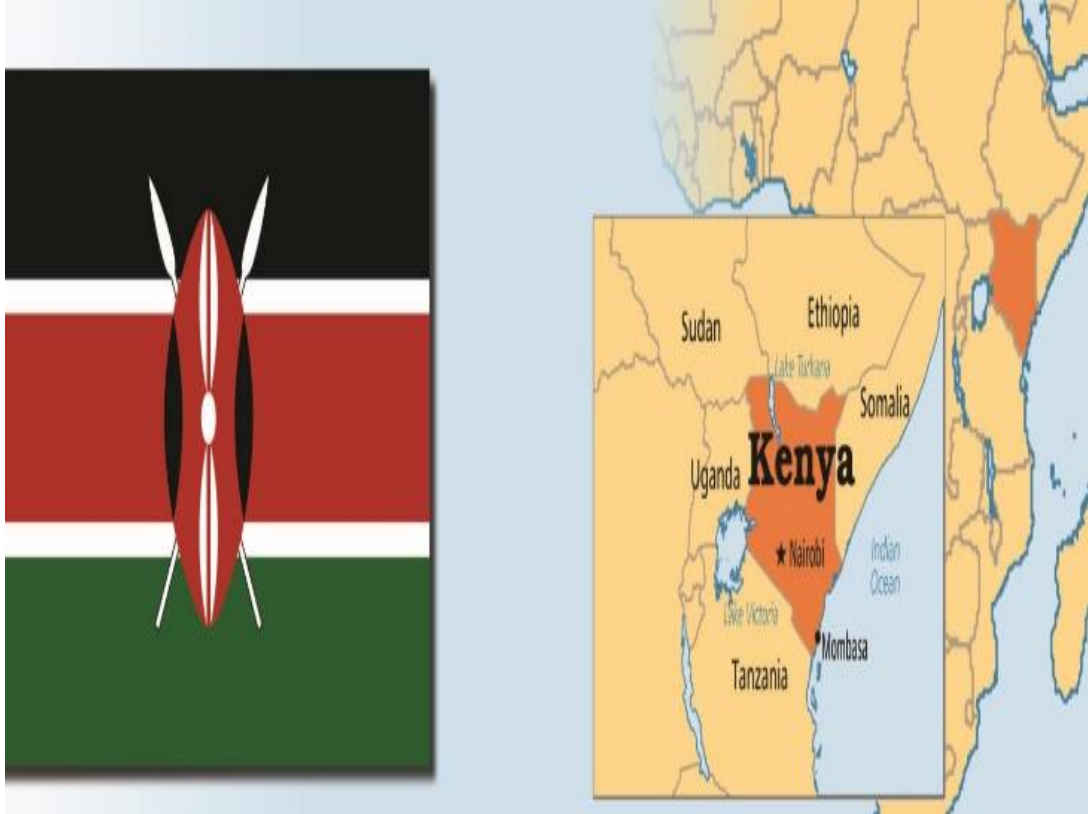 Sudan
Ethiopia
Lake Turkana
Somalia
Uganda
Kenya
Nairobi
Indian
Ocean
Lake Victoria
Mombasa
Tanzania